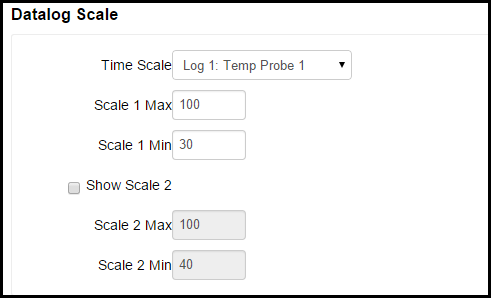 Datalog Scale
Time Scale Log 1: Temp Probe 1
Scale 1 Max 100
Scale 1 Min 30
Show Scale 2
Scale 2 Max 100
Scale 2 Min 40